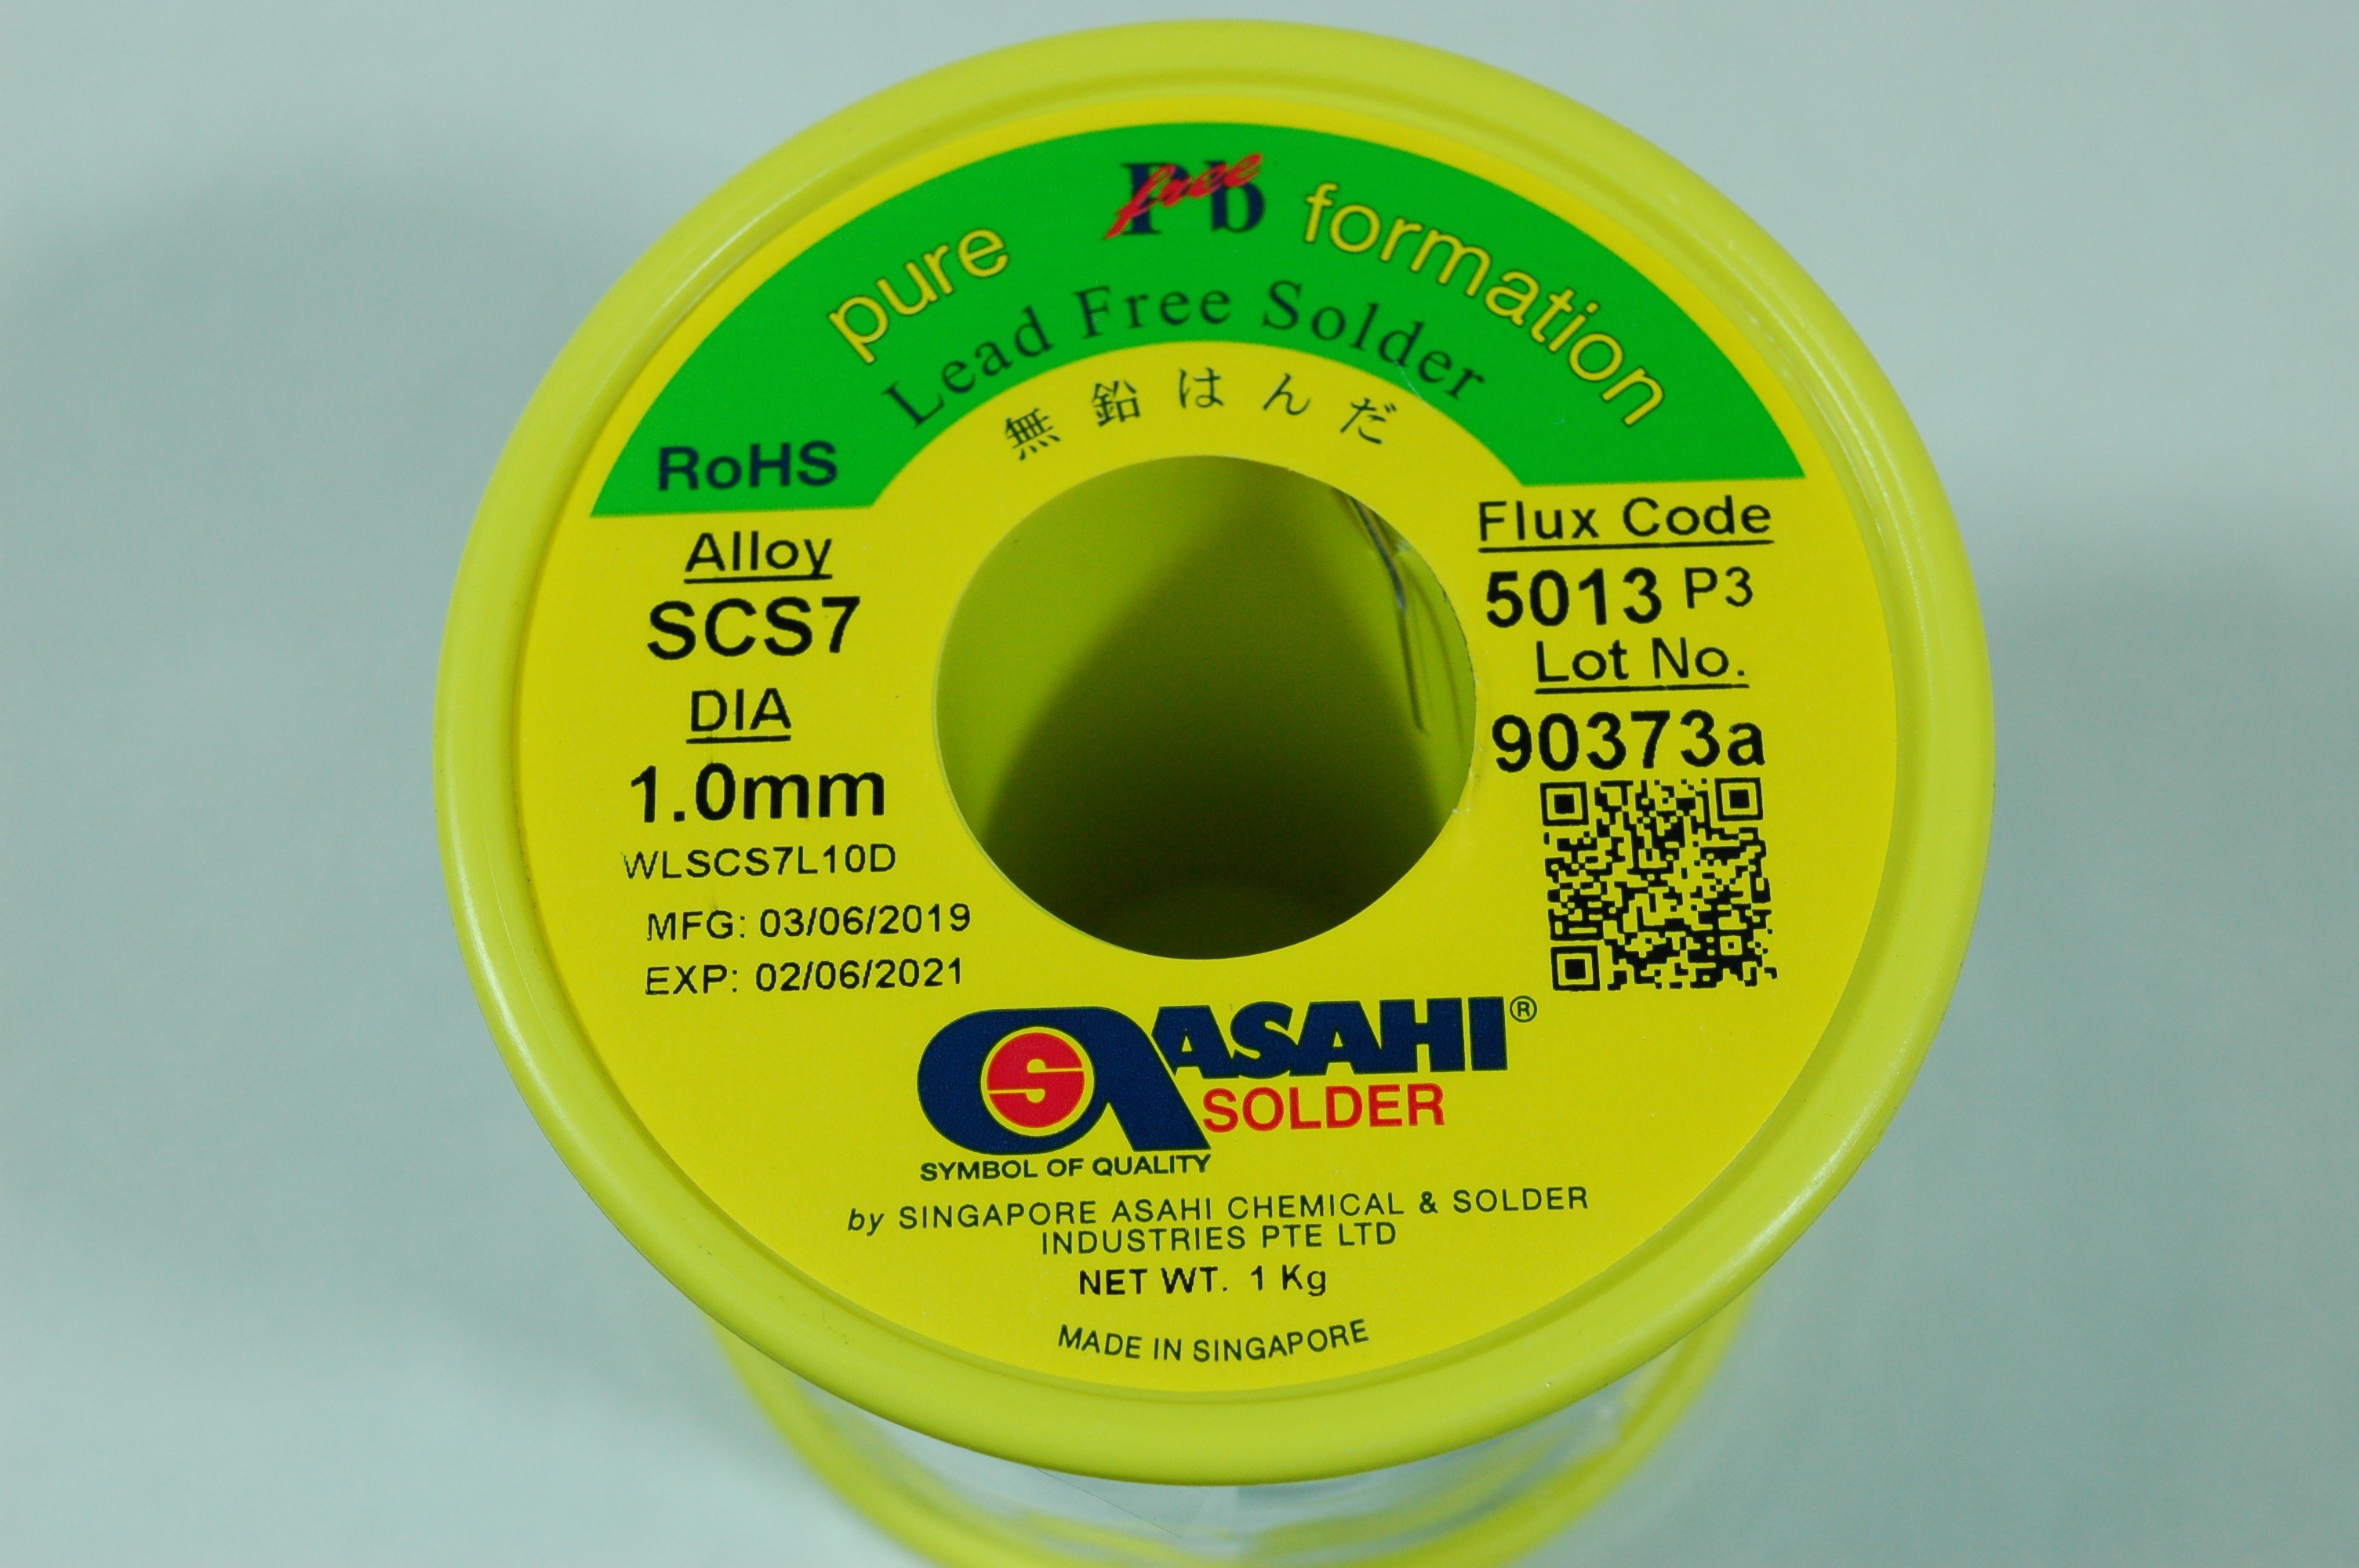 pure Pb free formation
Lead Free Solder
無鉛はんだ
RoHS
Alloy
SCS7
DIA
1.0mm
WLSCS7L10D
MFG: 03/06/2019
EXP: 02/06/2021
Flux Code
5013 P3
Lot No.
90373a
S
ASAHI®
SOLDER
SYMBOL OF QUALITY
by SINGAPORE ASAHI CHEMICAL & SOLDER
INDUSTRIES PTE LTD
NET WT. 1 Kg
MADE IN SINGAPORE